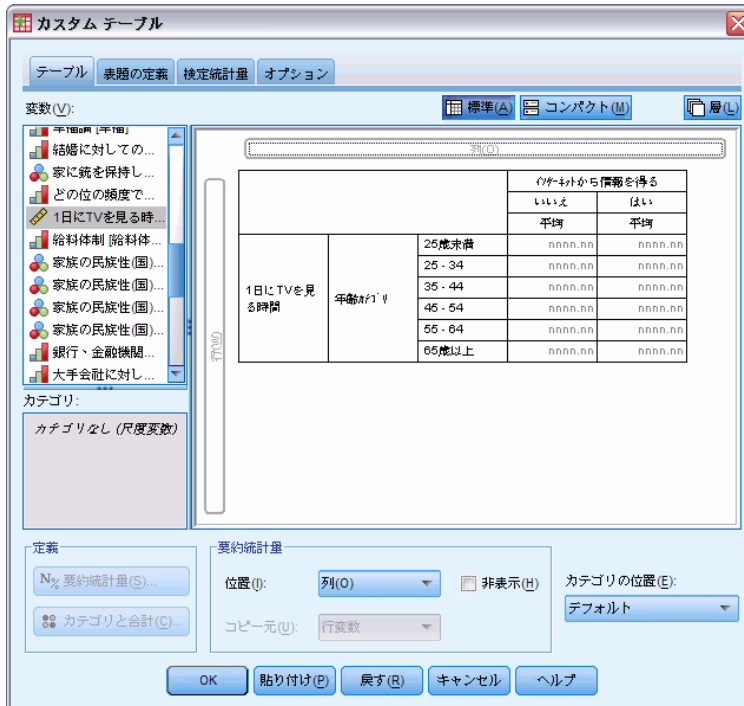 カスタム テーブル
テーブル 表題の定義 検定統計量 オプション
変数(V):
標準(A) コンパクト(M) 層(L)
幸福調 [幸福]
結婚に対しての...
家に銃を保持し...
どの位の頻度で...
1日にTVを見る時...
給料体制 [給料体...
家族の民族性(国)...
家族の民族性(国)...
家族の民族性(国)...
家族の民族性(国)...
銀行、金融機関...
大手会社に対し...
カテゴリ:
カテゴリなし (尺度変数)
列(O)
行(W)
インターネットから情報を得る
いいえ はい
平均 平均
1日にTVを見る時間
年齢カテゴリ
25歳未満 nnnn.nn nnnn.nn
25 - 34 nnnn.nn nnnn.nn
35 - 44 nnnn.nn nnnn.nn
45 - 54 nnnn.nn nnnn.nn
55 - 64 nnnn.nn nnnn.nn
65歳以上 nnnn.nn nnnn.nn
定義
N% 要約統計量(S)...
カテゴリと合計(C)...
要約統計量
位置(I): 列(O) 非表示(H)
コピー元(U): 行変数
カテゴリの位置(E):
デフォルト
OK 貼り付け(P) 戻す(R) キャンセル ヘルプ